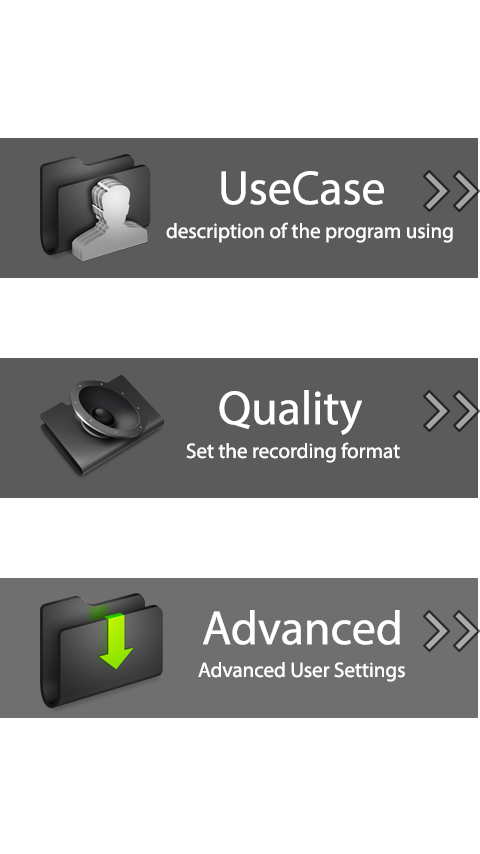 UseCase
description of the program using
Quality
Set the recording format
Advanced
Advanced User Settings